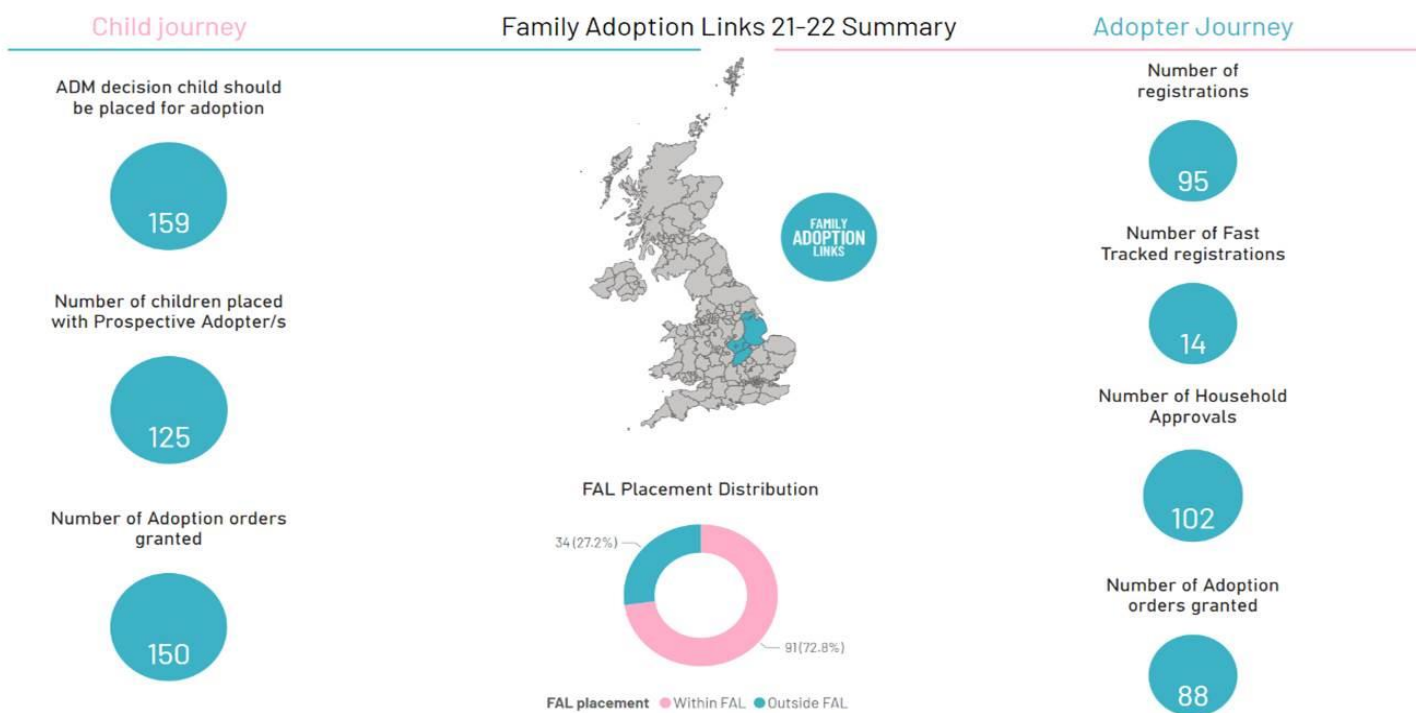 Child journey
Family Adoption Links 21-22 Summary
Adopter Journey
ADM decision child should
be placed for adoption
159
Number of children placed
with Prospective Adopter/s
125
Number of Adoption orders
granted
150
FAMILY
ADOPTION
LINKS
FAL Placement Distribution
34 (27.2%)
91 (72.8%)
FAL placement Within FAL Outside FAL
Number of
registrations
95
Number of Fast
Tracked registrations
14
Number of Household
Approvals
102
Number of Adoption
orders granted
88